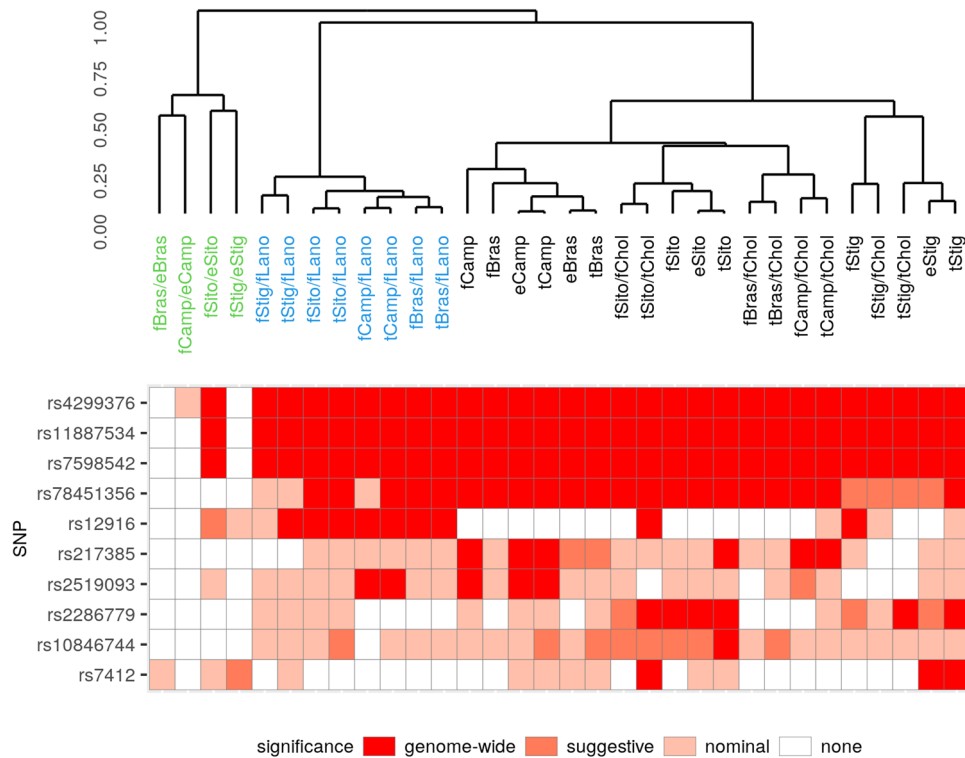 1.00
0.75
0.50
0.25
0.00
fBras/eBras
fCamp/eCamp
fSito/eSito
fStig/eStig
fStig/fLano
tStig/fLano
fSito/fLano
tSito/fLano
fCamp/fLano
tCamp/fLano
fBras/fLano
tBras/fLano
fCamp
fBras
eCamp
tCamp
eBras
tBras
fSito/fChol
tSito/fChol
fSito
eSito
tSito
fBras/fChol
tBras/fChol
fCamp/fChol
tCamp/fChol
fStig
fStig/fChol
tStig/fChol
eStig
tStig
SNP
rs4299376
rs11887534
rs7598542
rs78451356
rs12916
rs217385
rs2519093
rs2286779
rs10846744
rs7412
significance genome-wide suggestive nominal none